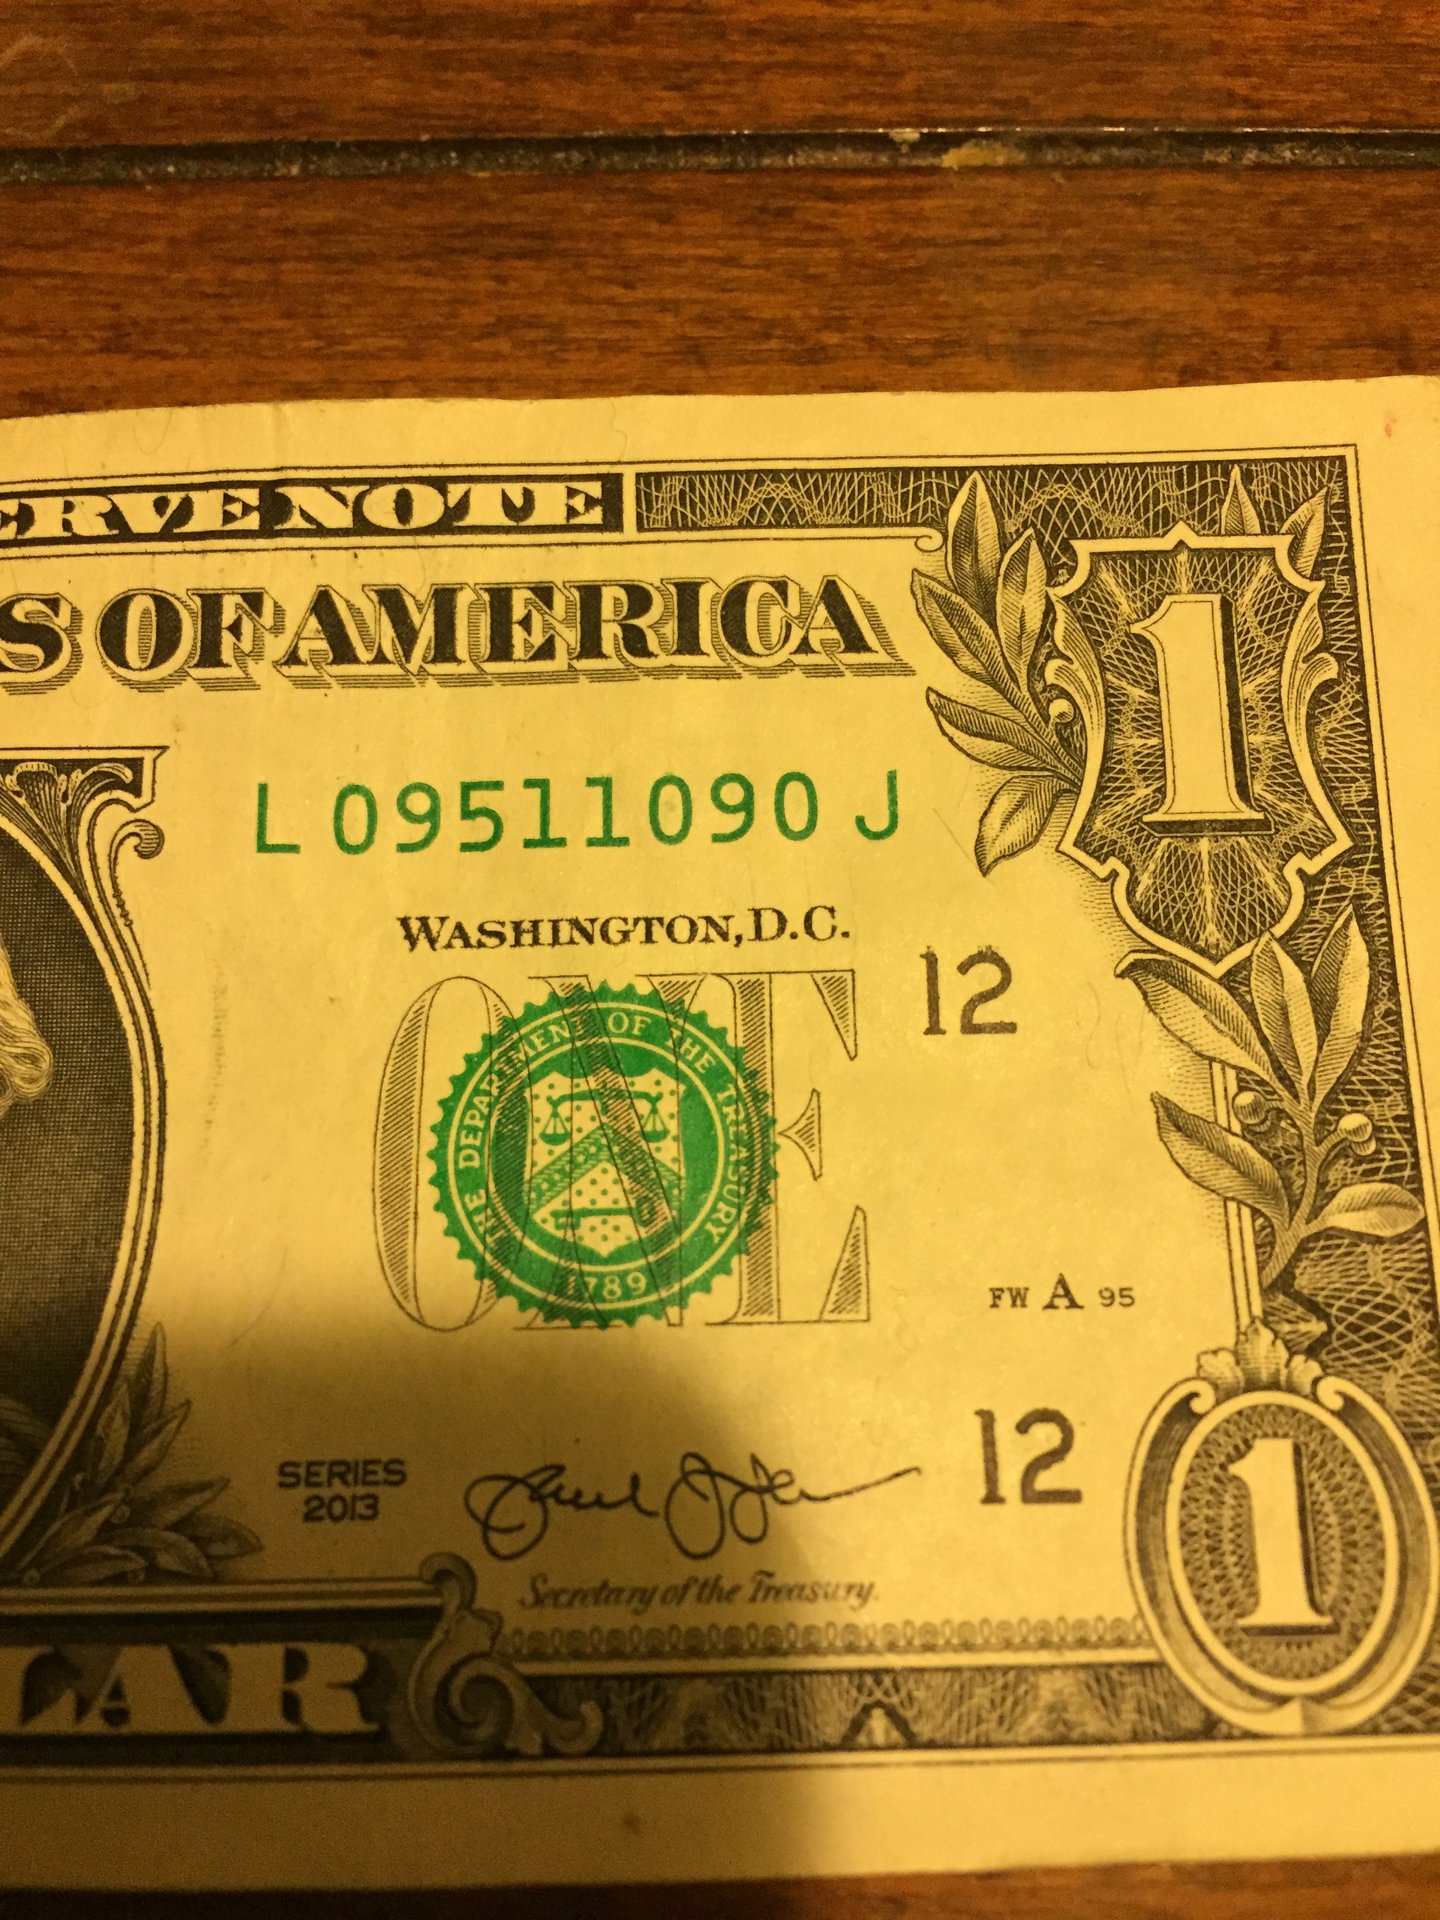 ERVE NOTE
1
S OF AMERICA
L 09511090 J
WASHINGTON, D.C.
12
ONE
THE DEPARTMENT OF THE TREASURY
1789
FW A 95
12
SERIES
2013
Secretary of the Treasury.
1
LAR